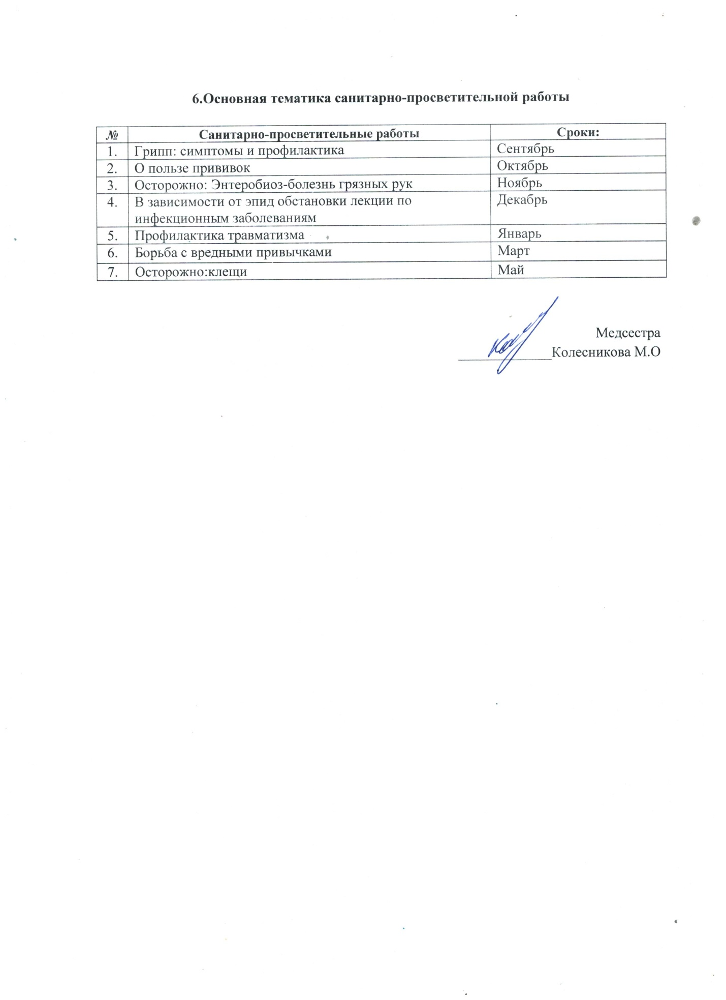 6.Основная тематика санитарно-просветительной работы
№ Санитарно-просветительные работы Сроки:
1. Грипп: симптомы и профилактика Сентябрь
2. О пользе прививок Октябрь
3. Осторожно: Энтеробиоз-болезнь грязных рук Ноябрь
4. В зависимости от эпид обстановки лекции по Декабрь
инфекционным заболеваниям
5. Профилактика травматизма Январь
6. Борьба с вредными привычками Март
7. Осторожно:клещи Май
Медсестра
Колесникова М.О